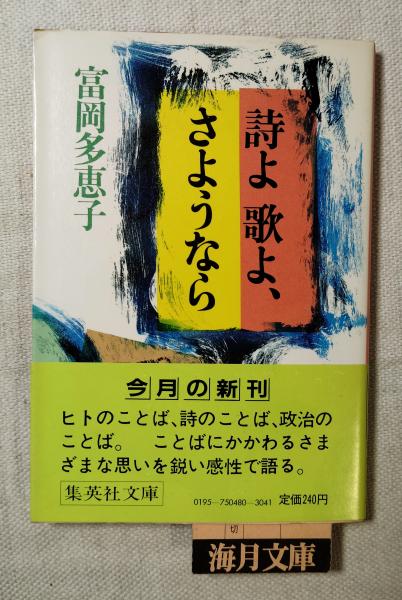 詩よ 歌よ、
さようなら
富岡多恵子
今月の新刊
ヒトのことば、詩のことば、政治の
ことば。　ことばにかかわるさま
ざまな思いを鋭い感性で語る。
集英社文庫
0195—750480—3041 定価240円
切
海月文庫